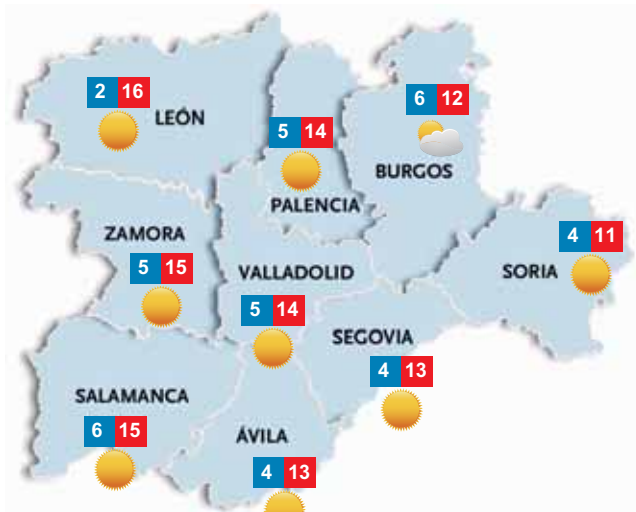 2 16
LEÓN
6 12
BURGOS
5 14
PALENCIA
ZAMORA
5 15
VALLADOLID
5 14
4 11
SORIA
SEGOVIA
4 13
SALAMANCA
6 15
ÁVILA
4 13